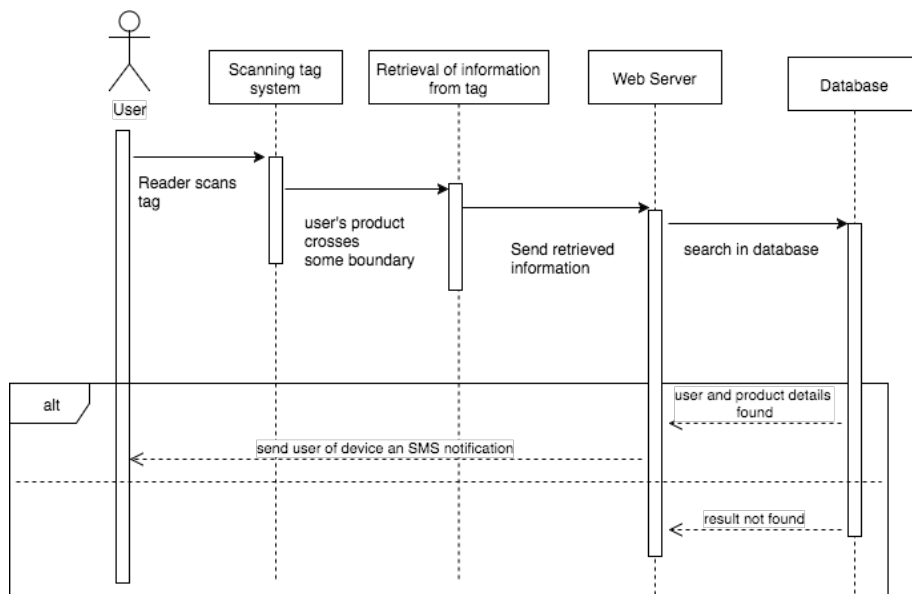 User
Scanning tag
system
Retrieval of information
from tag
Web Server
Database
Reader scans
tag
user's product
crosses
some boundary
Send retrieved
information
search in database
alt
user and product details
found
send user of device an SMS notification
result not found